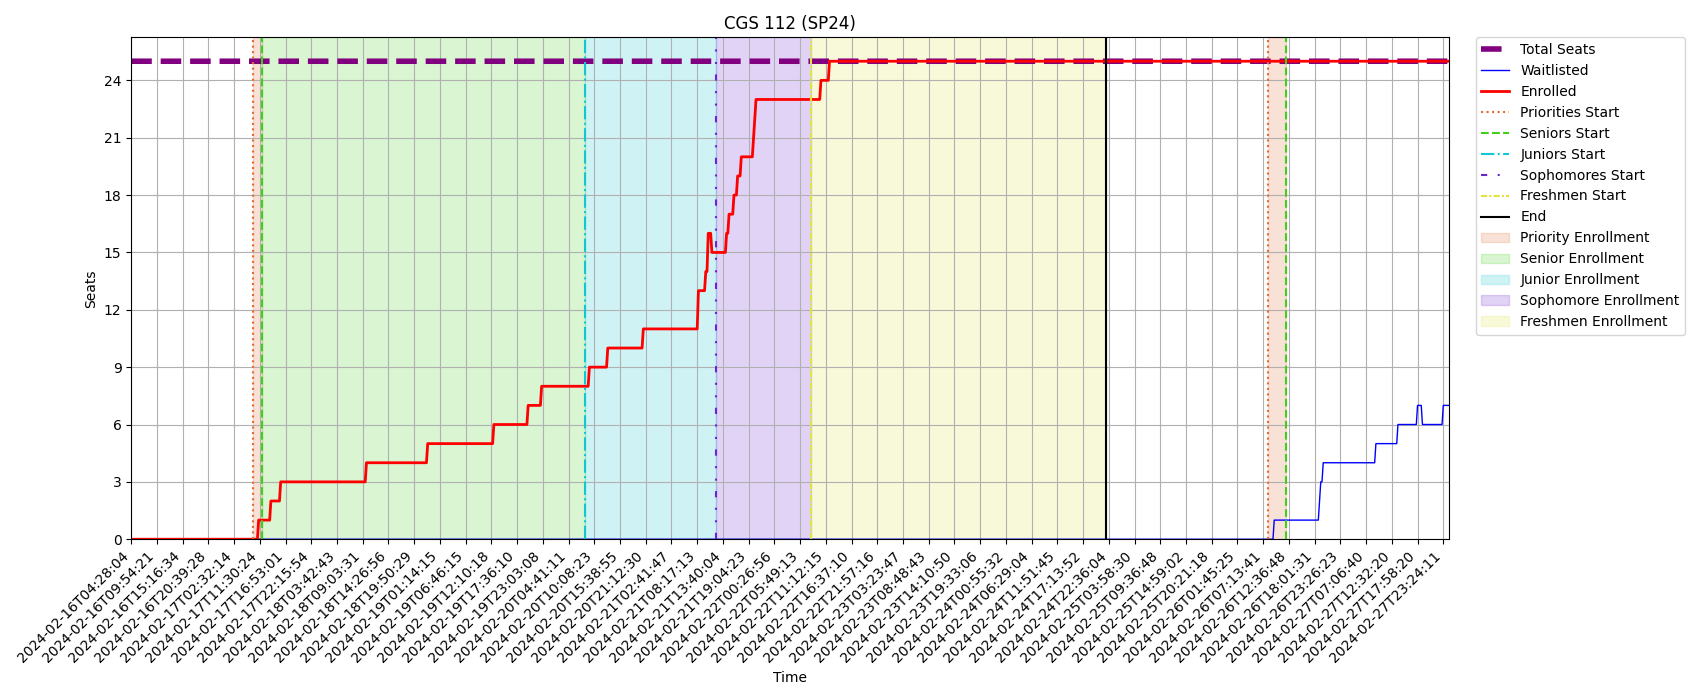 CGS 112 (SP24)
Total Seats
Waitlisted
Enrolled
Priorities Start
Seniors Start
Juniors Start
Sophomores Start
Freshmen Start
End
Priority Enrollment
Senior Enrollment
Junior Enrollment
Sophomore Enrollment
Freshmen Enrollment
Seats
24
21
18
15
12
9
6
3
0
2024-02-16T04:28:04
2024-02-16T09:54:21
2024-02-16T15:16:34
2024-02-16T20:39:28
2024-02-17T02:32:14
2024-02-17T11:30:24
2024-02-17T16:53:01
2024-02-17T22:15:54
2024-02-18T03:42:43
2024-02-18T09:03:31
2024-02-18T14:26:56
2024-02-18T19:50:29
2024-02-19T01:14:15
2024-02-19T06:46:15
2024-02-19T12:10:18
2024-02-19T17:36:10
2024-02-19T23:03:08
2024-02-20T04:41:11
2024-02-20T10:08:23
2024-02-20T15:38:55
2024-02-20T21:12:30
2024-02-21T02:41:47
2024-02-21T08:17:13
2024-02-21T13:40:04
2024-02-21T19:04:23
2024-02-22T00:26:56
2024-02-22T05:49:13
2024-02-22T11:12:15
2024-02-22T16:37:10
2024-02-22T21:57:16
2024-02-23T03:23:47
2024-02-23T08:48:43
2024-02-23T14:10:50
2024-02-23T19:33:06
2024-02-24T00:55:32
2024-02-24T06:29:04
2024-02-24T11:51:45
2024-02-24T17:13:52
2024-02-24T22:36:04
2024-02-25T03:58:30
2024-02-25T09:36:48
2024-02-25T14:59:02
2024-02-25T20:21:18
2024-02-26T01:45:25
2024-02-26T07:13:41
2024-02-26T12:36:48
2024-02-26T18:01:31
2024-02-26T23:26:23
2024-02-27T07:06:40
2024-02-27T12:32:20
2024-02-27T17:58:20
2024-02-27T23:24:11
Time